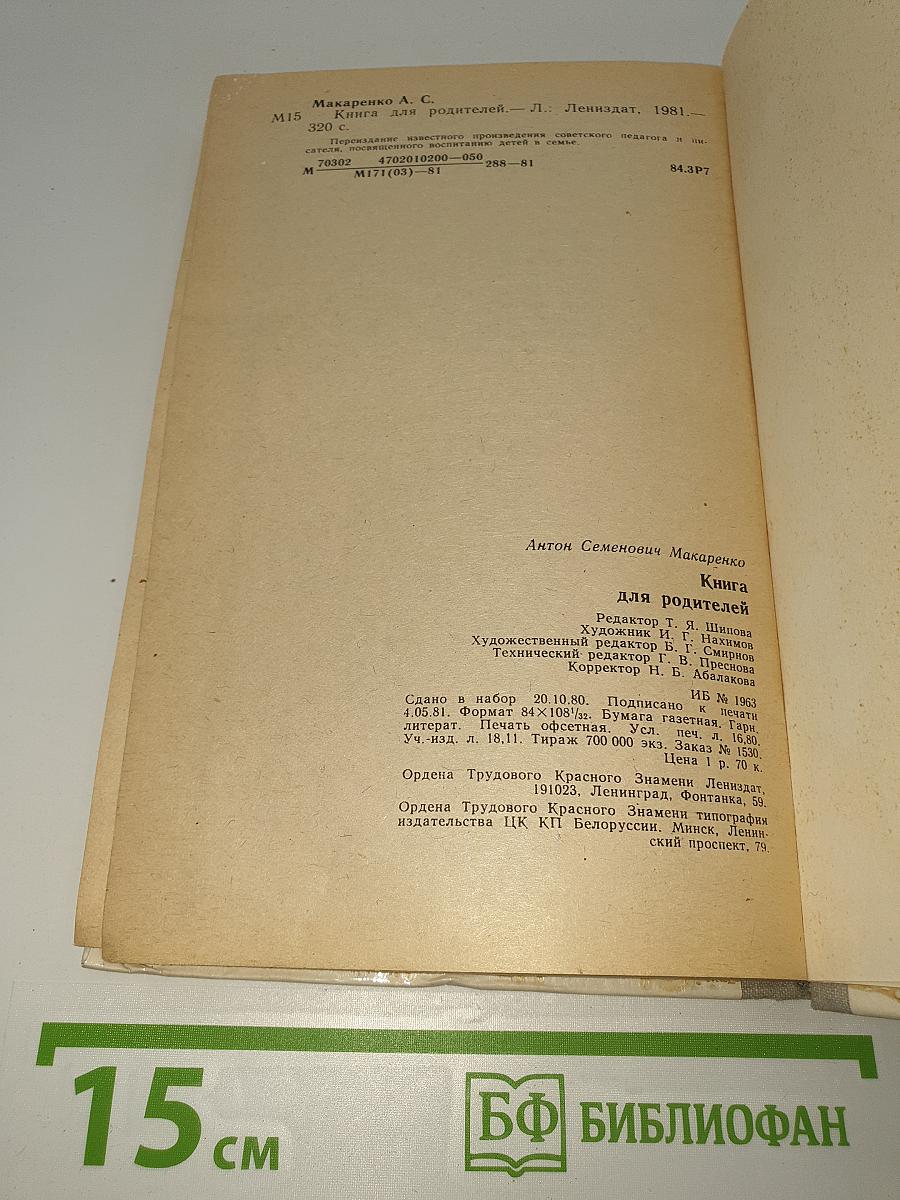 Макаренко А. С.
М15 Книга для родителей.— Л.: Лениздат, 1981.—
320 с.
Переиздание известного произведения советского педагога и пи-
сателя, посвященного воспитанию детей в семье.
М 70302 4702010200—050 288—81 84.3Р7
М171(03)—81
Антон Семенович Макаренко
Книга
для родителей
Редактор Т. Я. Шипова
Художник И. Г. Нахимов
Художественный редактор Б. Г. Смирнов
Технический редактор Г. В. Преснова
Корректор Н. Б. Абалакова
ИБ № 1963
Сдано в набор 20.10.80. Подписано к печати
4.05.81. Формат 84×108¹/₃₂. Бумага газетная. Гарн.
литерат. Печать офсетная. Усл. печ. л. 16,80.
Уч.-изд. л. 18,11. Тираж 700 000 экз. Заказ № 1530.
Цена 1 р. 70 к.
Ордена Трудового Красного Знамени Лениздат,
191023, Ленинград, Фонтанка, 59.
Ордена Трудового Красного Знамени типография
издательства ЦК КП Белоруссии. Минск, Ленин-
ский проспект, 79.
15 см
БФ БИБЛИОФАН